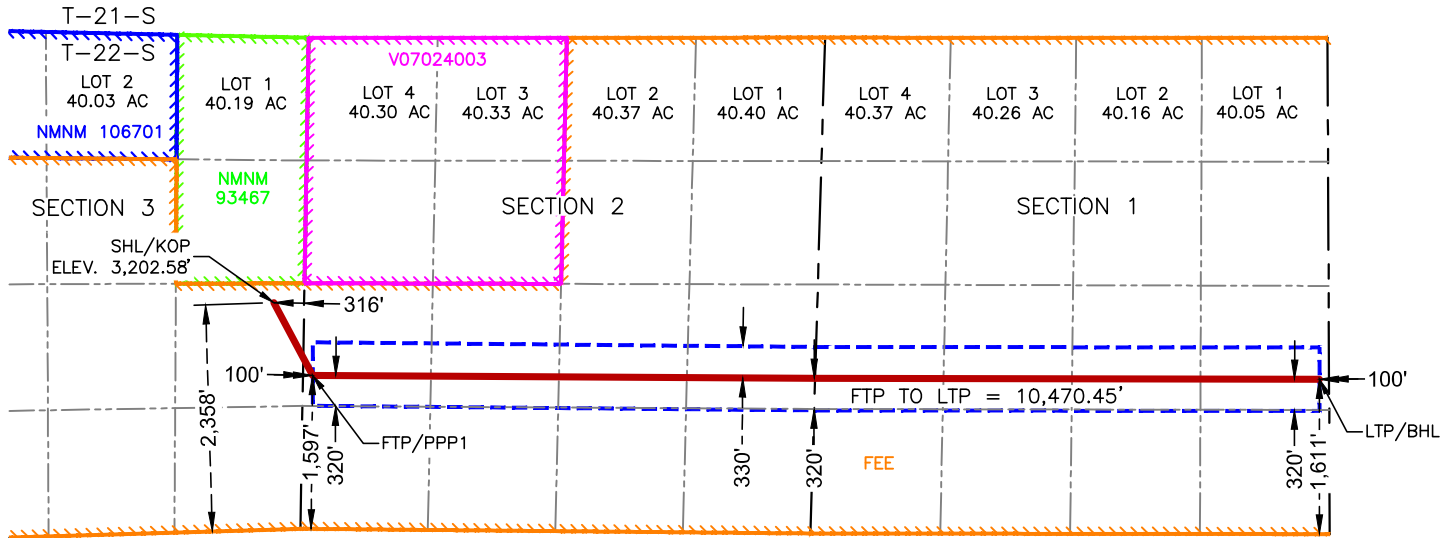 T-21-S
T-22-S
LOT 2
40.03 AC
NMNM 106701
LOT 1
40.19 AC
V07024003
LOT 4
40.30 AC
LOT 3
40.33 AC
LOT 2
40.37 AC
LOT 1
40.40 AC
LOT 4
40.37 AC
LOT 3
40.26 AC
LOT 2
40.16 AC
LOT 1
40.05 AC
NMNM
93467
SECTION 3
SECTION 2
SECTION 1
SHL/KOP
ELEV. 3,202.58'
316'
100'
100'
FTP TO LTP = 10,470.45'
2,358'
1,597'
320'
FTP/PPP1
330'
320'
FEE
320'
1,611'
LTP/BHL